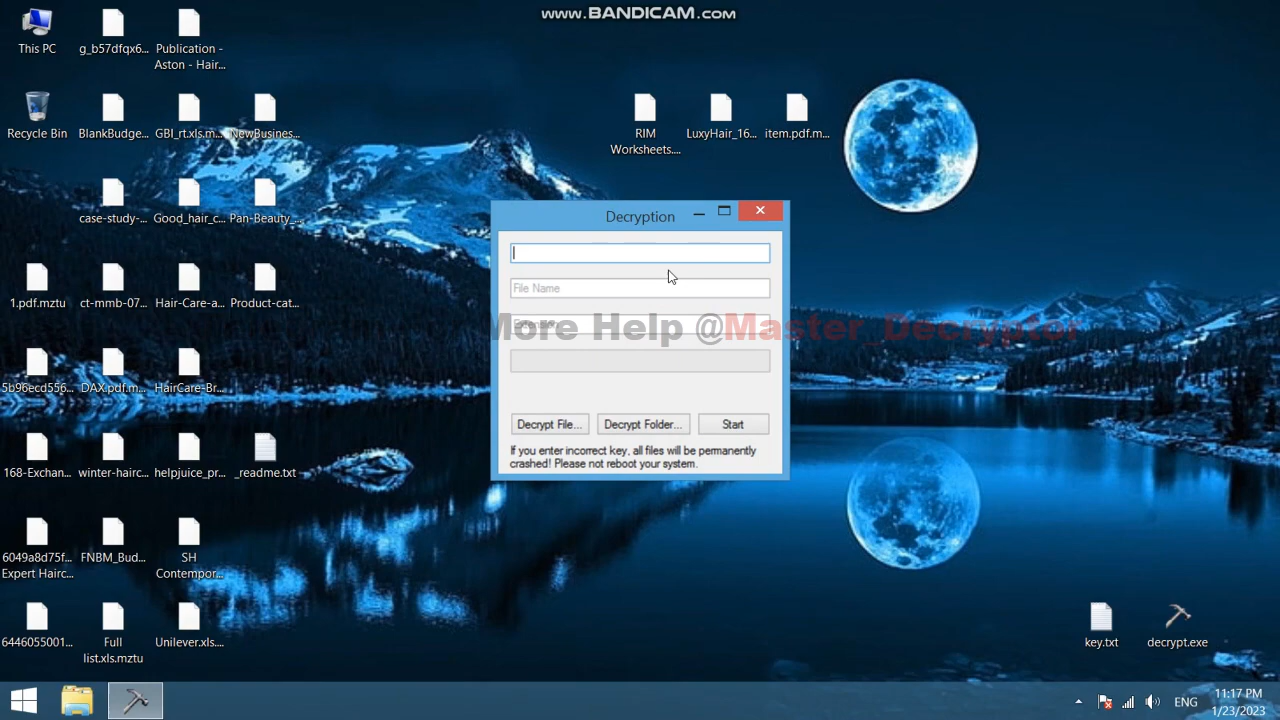 www.BANDICAM.com
This PC
g_b57dfqx6...
Publication -
Aston - Hair...
Recycle Bin
BlankBudge...
GBI_rt.xls.m...
NewBusines...
RIM
Worksheets....
LuxyHair_16...
item.pdf.m...
case-study-...
Good_hair_c...
Pan-Beauty_...
Decryption
1.pdf.mztu
ct-mmb-07...
Hair-Care-a...
Product-cat...
File Name
More Help @Master_Decryptor
5b96ecd556...
DAX.pdf.m...
HairCare-Br...
Decrypt File...
Decrypt Folder...
Start
If you enter incorrect key, all files will be permanently
crashed! Please not reboot your system.
168-Exchan...
winter-hairc...
helpjuice_pr...
_readme.txt
6049a8d75f...
Expert Hairc...
FNBM_Bud...
SH
Contempor...
6446055001...
Full
list.xls.mztu
Unilever.xls....
key.txt
decrypt.exe
ENG
11:17 PM
1/23/2023